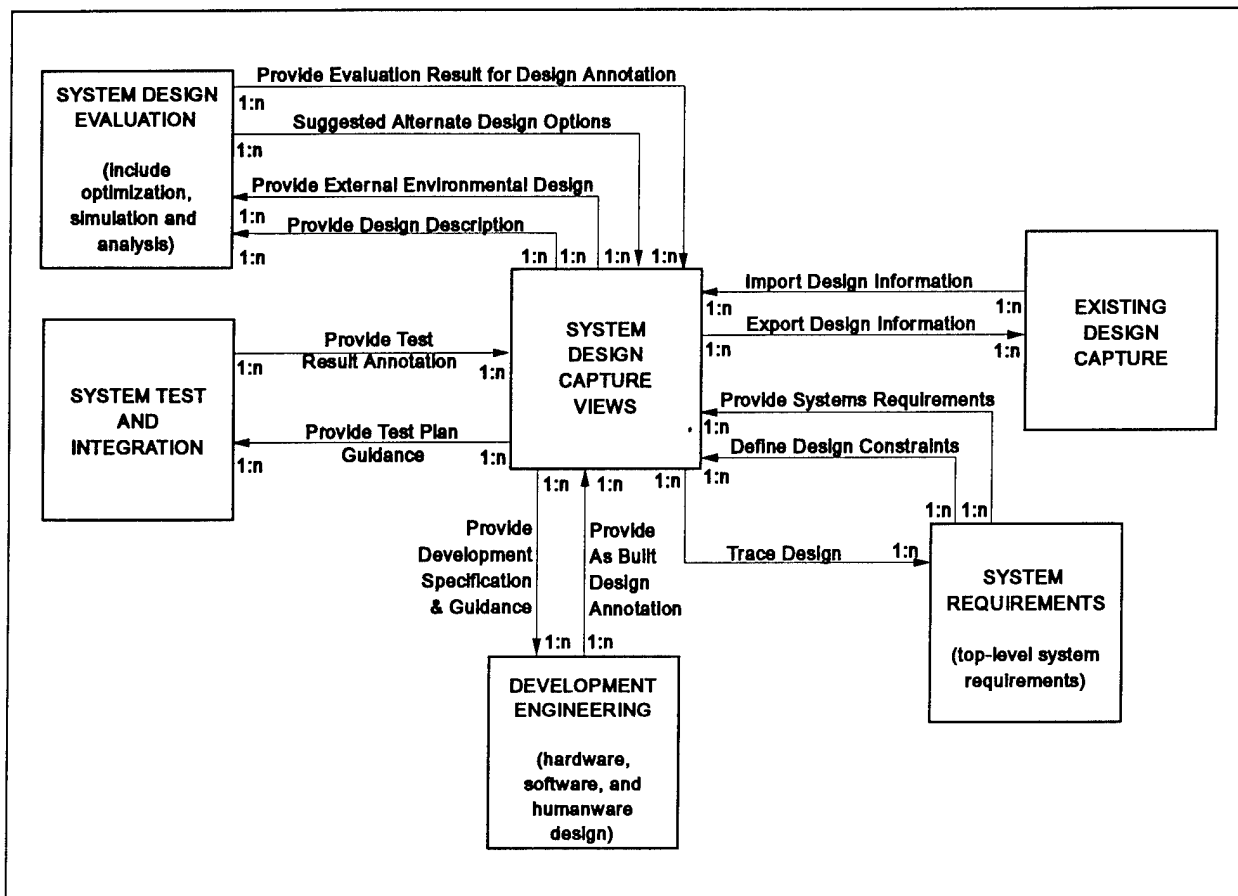 Provide Evaluation Result for Design Annotation
SYSTEM DESIGN
EVALUATION
(include
optimization,
simulation and
analysis)
1:n
Suggested Alternate Design Options
1:n
Provide External Environmental Design
1:n
Provide Design Description
1:n
1:n 1:n 1:n 1:n
SYSTEM
DESIGN
CAPTURE
VIEWS
Import Design Information
1:n
1:n
Export Design Information
1:n
1:n
EXISTING
DESIGN
CAPTURE
Provide Test
Result Annotation
1:n
1:n
SYSTEM TEST
AND
INTEGRATION
Provide Test Plan
Guidance
1:n
1:n
Provide Systems Requirements
1:n
Define Design Constraints
1:n
1:n 1:n
1:n 1:n 1:n
Provide
Development
Specification
& Guidance
Provide
As Built
Design
Annotation
Trace Design
1:n
SYSTEM
REQUIREMENTS
(top-level system
requirements)
1:n 1:n
DEVELOPMENT
ENGINEERING
(hardware,
software, and
humanware
design)